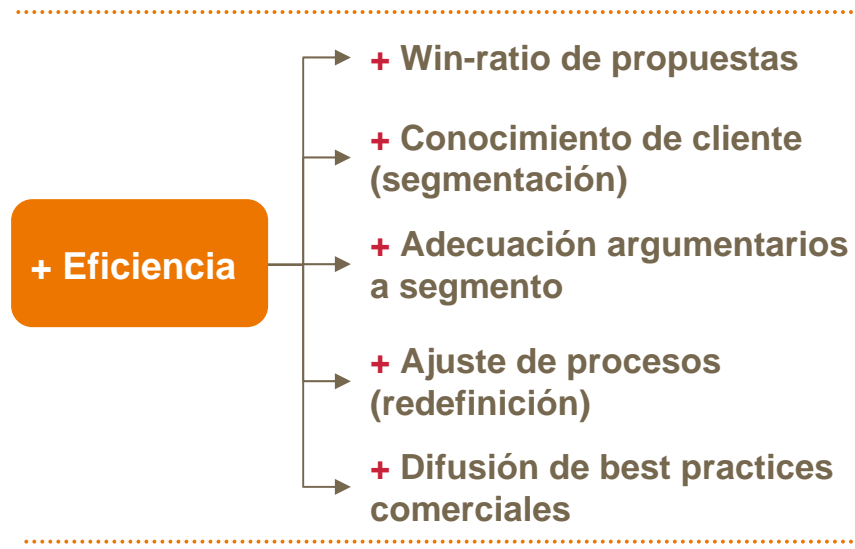 + Win-ratio de propuestas
+ Conocimiento de cliente
(segmentación)
+ Eficiencia
+ Adecuación argumentarios
a segmento
+ Ajuste de procesos
(redefinición)
+ Difusión de best practices
comerciales